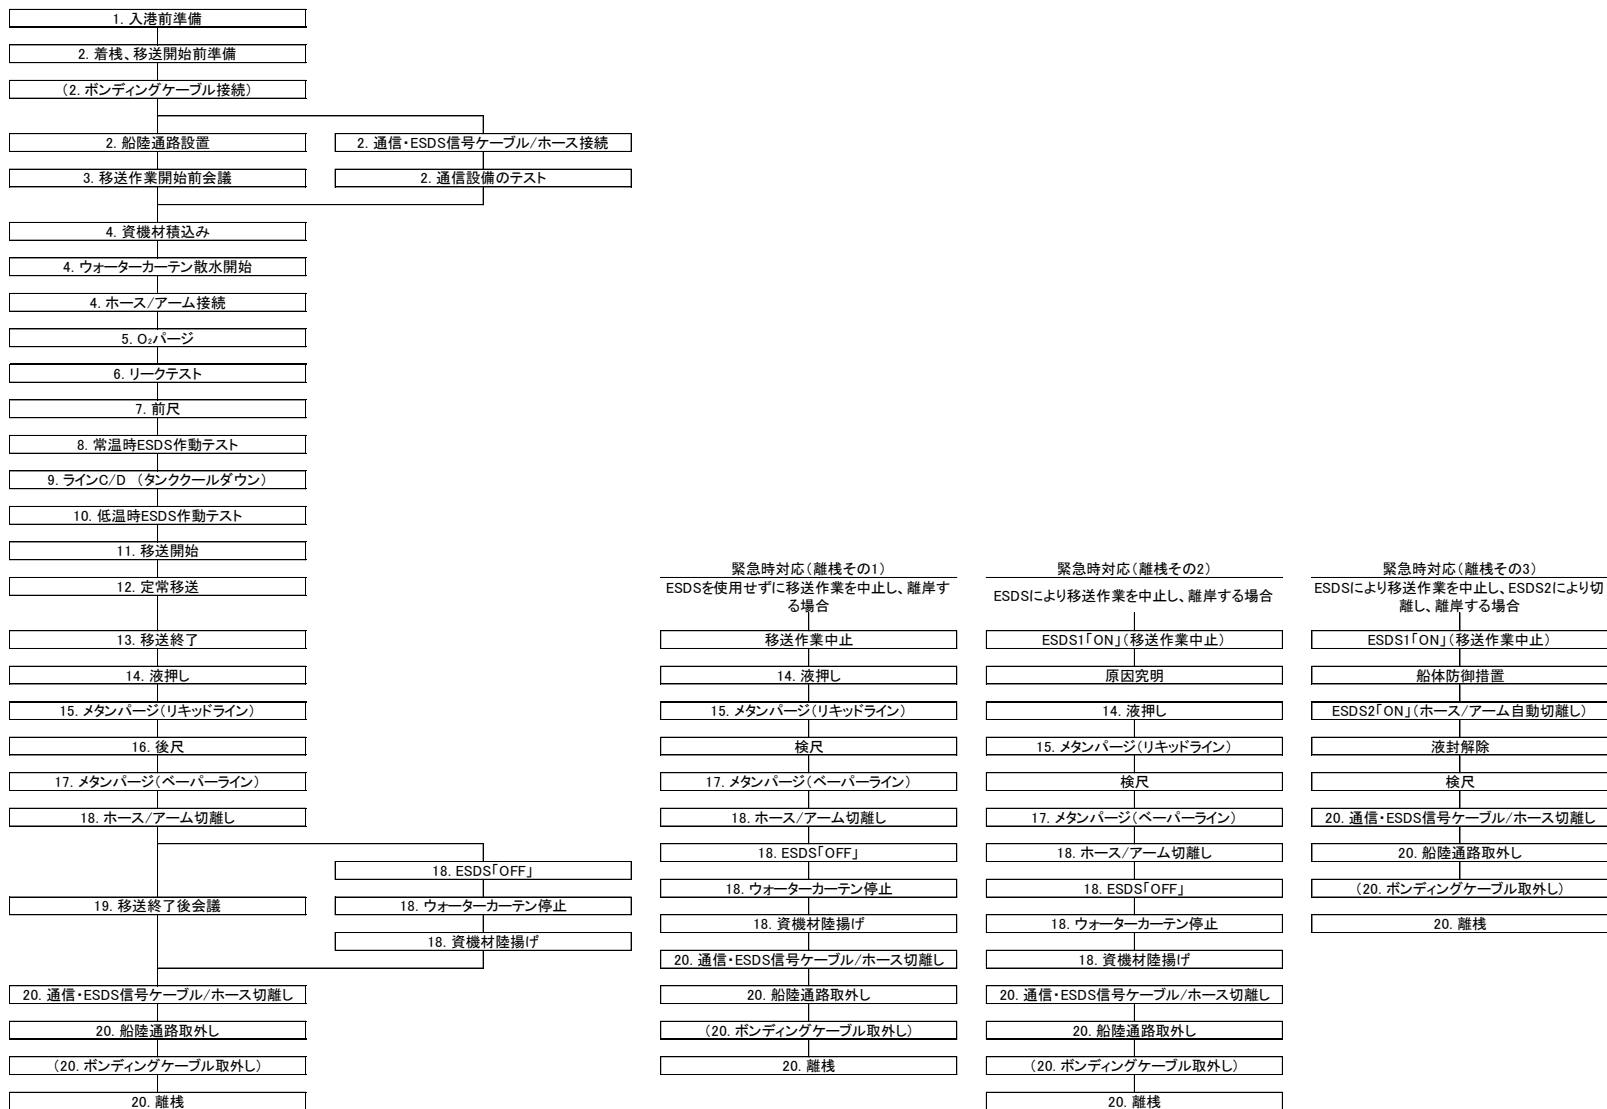 1. 入港前準備
2. 着桟、移送開始前準備
(2. ボンディングケーブル接続)
2. 船陸通路設置
3. 移送作業開始前会議
2. 通信・ESDS信号ケーブル/ホース接続
2. 通信設備のテスト
4. 資機材積込み
4. ウォーターカーテン散水開始
4. ホース/アーム接続
5. O₂パージ
6. リークテスト
7. 前尺
8. 常温時ESDS作動テスト
9. ラインC/D (タンククールダウン)
10. 低温時ESDS作動テスト
11. 移送開始
12. 定常移送
13. 移送終了
14. 液押し
15. メタンパージ(リキッドライン)
16. 後尺
17. メタンパージ(ベーパーライン)
18. ホース/アーム切離し
19. 移送終了後会議
18. ESDS「OFF」
18. ウォーターカーテン停止
18. 資機材陸揚げ
20. 通信・ESDS信号ケーブル/ホース切離し
20. 船陸通路取外し
(20. ボンディングケーブル取外し)
20. 離桟
緊急時対応(離桟その1)
ESDSを使用せずに移送作業を中止し、離岸す
る場合
移送作業中止
14. 液押し
15. メタンパージ(リキッドライン)
検尺
17. メタンパージ(ベーパーライン)
18. ホース/アーム切離し
18. ESDS「OFF」
18. ウォーターカーテン停止
18. 資機材陸揚げ
20. 通信・ESDS信号ケーブル/ホース切離し
20. 船陸通路取外し
(20. ボンディングケーブル取外し)
20. 離桟
緊急時対応(離桟その2)
ESDSにより移送作業を中止し、離岸する場合
ESDS1「ON」(移送作業中止)
原因究明
14. 液押し
15. メタンパージ(リキッドライン)
検尺
17. メタンパージ(ベーパーライン)
18. ホース/アーム切離し
18. ESDS「OFF」
18. ウォーターカーテン停止
18. 資機材陸揚げ
20. 通信・ESDS信号ケーブル/ホース切離し
20. 船陸通路取外し
(20. ボンディングケーブル取外し)
20. 離桟
緊急時対応(離桟その3)
ESDSにより移送作業を中止し、ESDS2により切
離し、離岸する場合
ESDS1「ON」(移送作業中止)
船体防御措置
ESDS2「ON」(ホース/アーム自動切離し)
液封解除
検尺
20. 通信・ESDS信号ケーブル/ホース切離し
20. 船陸通路取外し
(20. ボンディングケーブル取外し)
20. 離桟